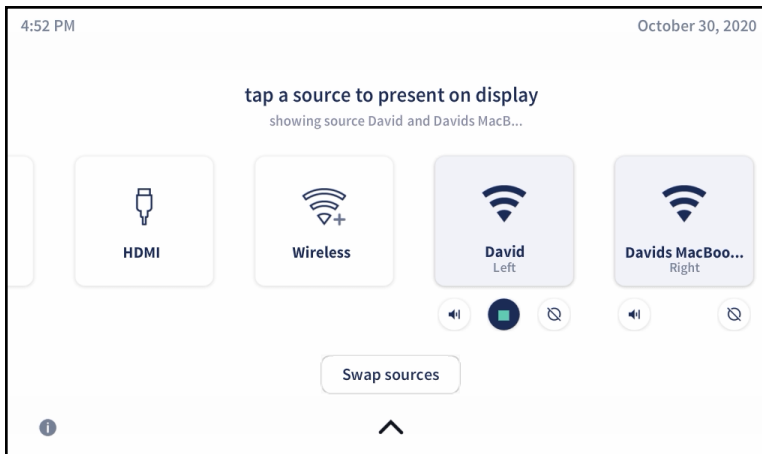 4:52 PM
October 30, 2020
tap a source to present on display
showing source David and Davids MacB...
HDMI
Wireless
David
Left
Davids MacBoo...
Right
Swap sources
i